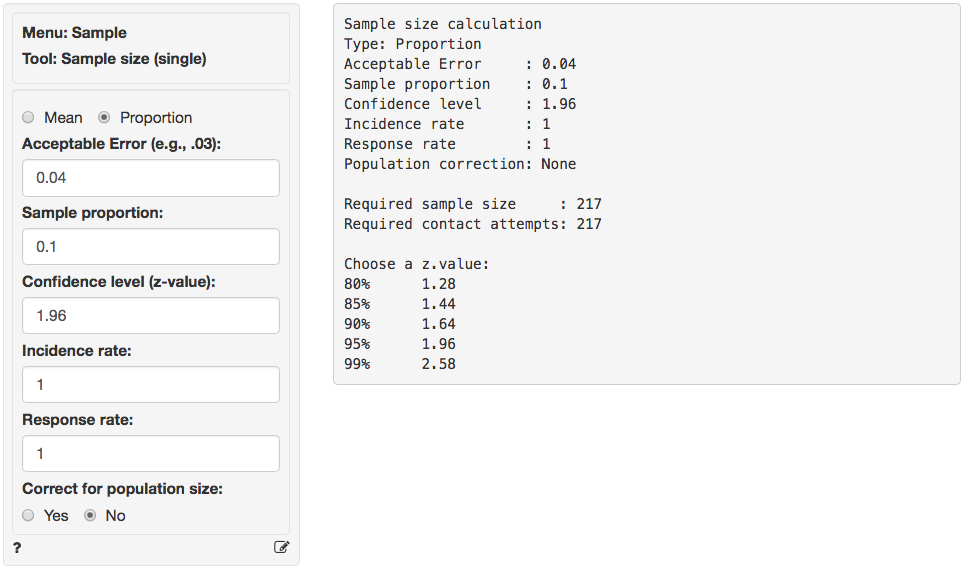 Menu: Sample
Tool: Sample size (single)
Mean Proportion
Acceptable Error (e.g., .03):
0.04
Sample proportion:
0.1
Confidence level (z-value):
1.96
Incidence rate:
1
Response rate:
1
Correct for population size:
Yes No
?
Sample size calculation
Type: Proportion
Acceptable Error     : 0.04
Sample proportion    : 0.1
Confidence level     : 1.96
Incidence rate       : 1
Response rate        : 1
Population correction: None
Required sample size     : 217
Required contact attempts: 217
Choose a z.value:
80%      1.28
85%      1.44
90%      1.64
95%      1.96
99%      2.58